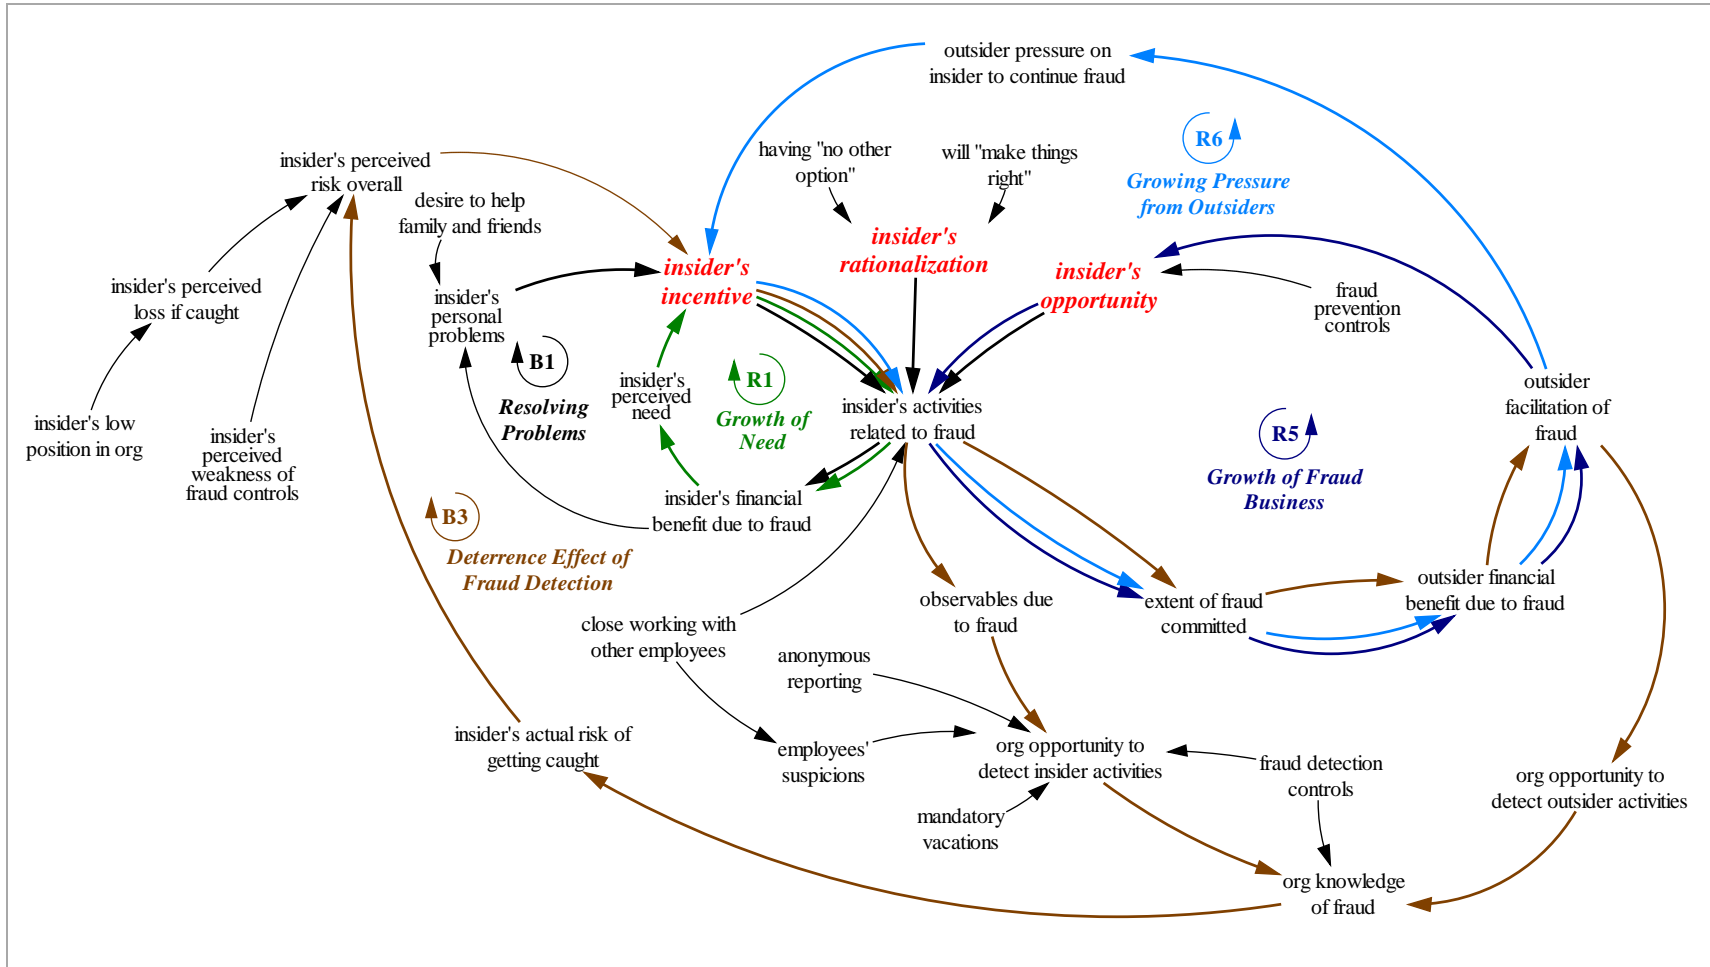 outsider pressure on
insider to continue fraud
having "no other
option"
will "make things
right"
R6
Growing Pressure
from Outsiders
insider's perceived
risk overall
desire to help
family and friends
insider's
rationalization
insider's
incentive
insider's
opportunity
insider's perceived
loss if caught
insider's
personal
problems
fraud
prevention
controls
B1
Resolving
Problems
insider's
perceived
need
R1
Growth of
Need
insider's activities
related to fraud
outsider
facilitation of
fraud
R5
Growth of Fraud
Business
insider's low
position in org
insider's
perceived
weakness of
fraud controls
insider's financial
benefit due to fraud
B3
Deterrence Effect of
Fraud Detection
observables due
to fraud
extent of fraud
committed
outsider financial
benefit due to fraud
close working with
other employees
anonymous
reporting
insider's actual risk of
getting caught
employees'
suspicions
org opportunity to
detect insider activities
fraud detection
controls
org opportunity to
detect outsider activities
mandatory
vacations
org knowledge
of fraud